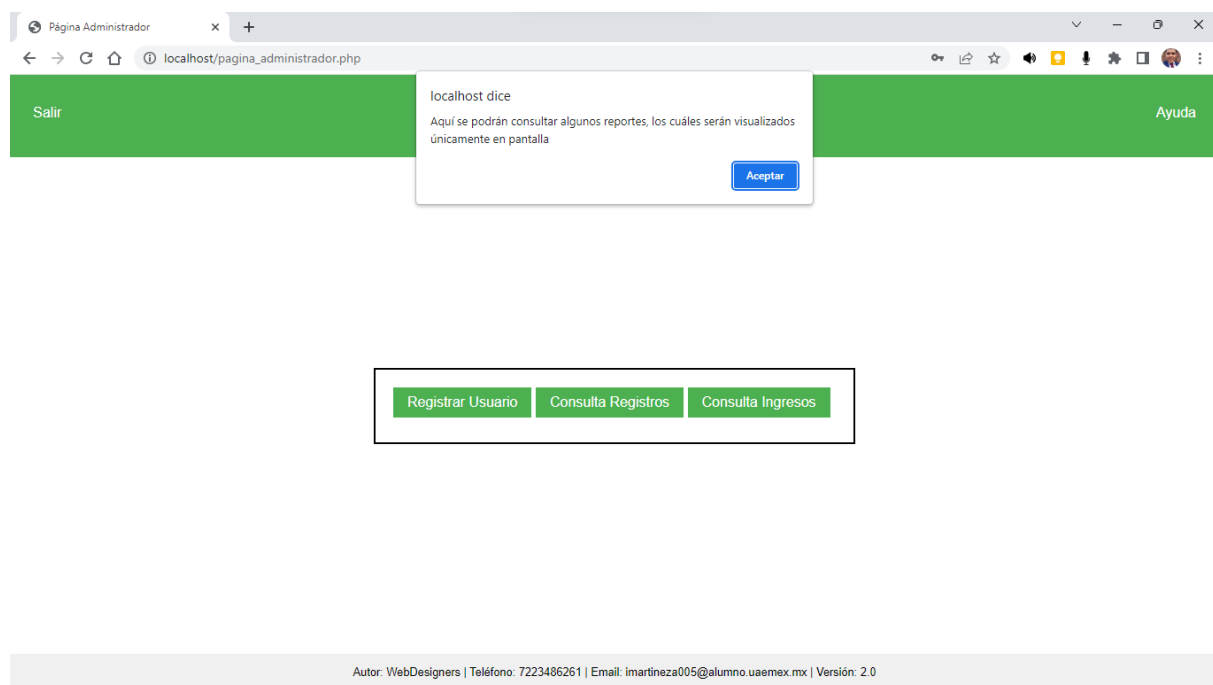 Página Administrador
localhost/pagina_administrador.php
localhost dice
Aquí se podrán consultar algunos reportes, los cuáles serán visualizados
únicamente en pantalla
Aceptar
Salir
Ayuda
Registrar Usuario Consulta Registros Consulta Ingresos
Autor: WebDesigners | Teléfono: 7223486261 | Email: imartineza005@alumno.uaemex.mx | Versión: 2.0